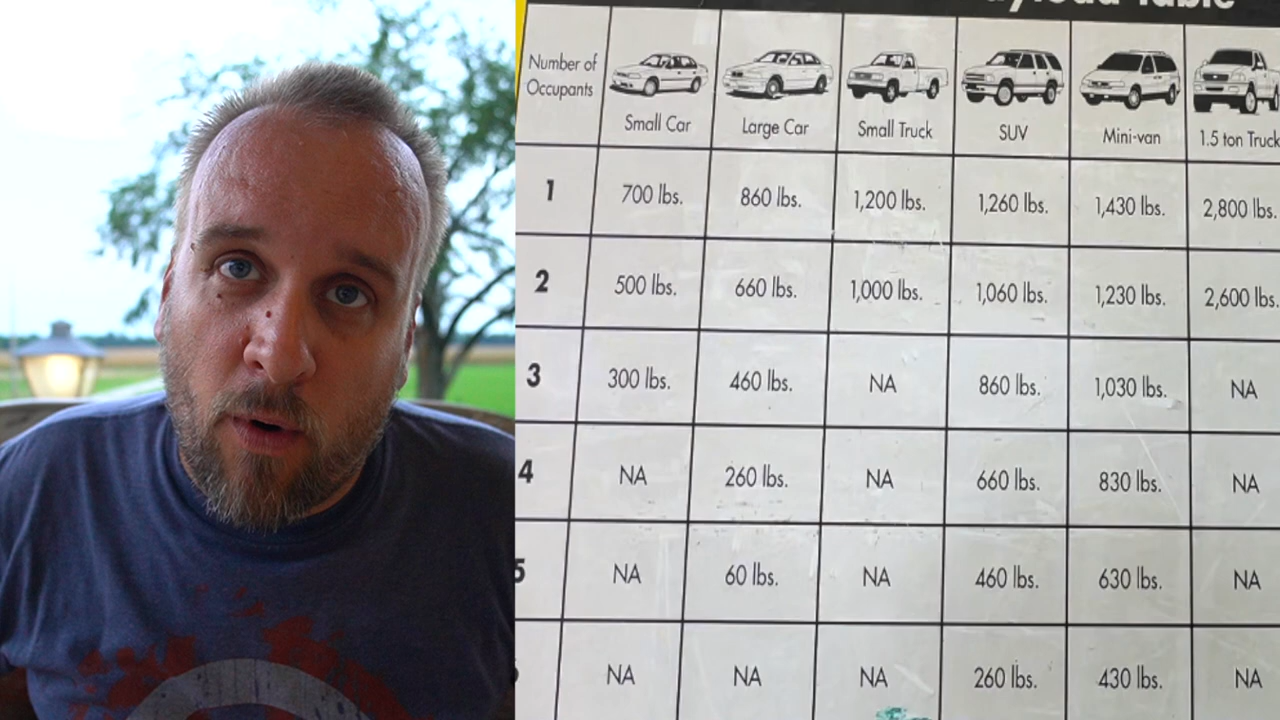 ayload Table
Number of
Occupants
Small Car Large Car Small Truck SUV Mini-van 1.5 ton Truck
1 700 lbs. 860 lbs. 1,200 lbs. 1,260 lbs. 1,430 lbs. 2,800 lbs.
2 500 lbs. 660 lbs. 1,000 lbs. 1,060 lbs. 1,230 lbs. 2,600 lbs.
3 300 lbs. 460 lbs. NA 860 lbs. 1,030 lbs. NA
4 NA 260 lbs. NA 660 lbs. 830 lbs. NA
5 NA 60 lbs. NA 460 lbs. 630 lbs. NA
NA NA NA 260 lbs. 430 lbs. NA